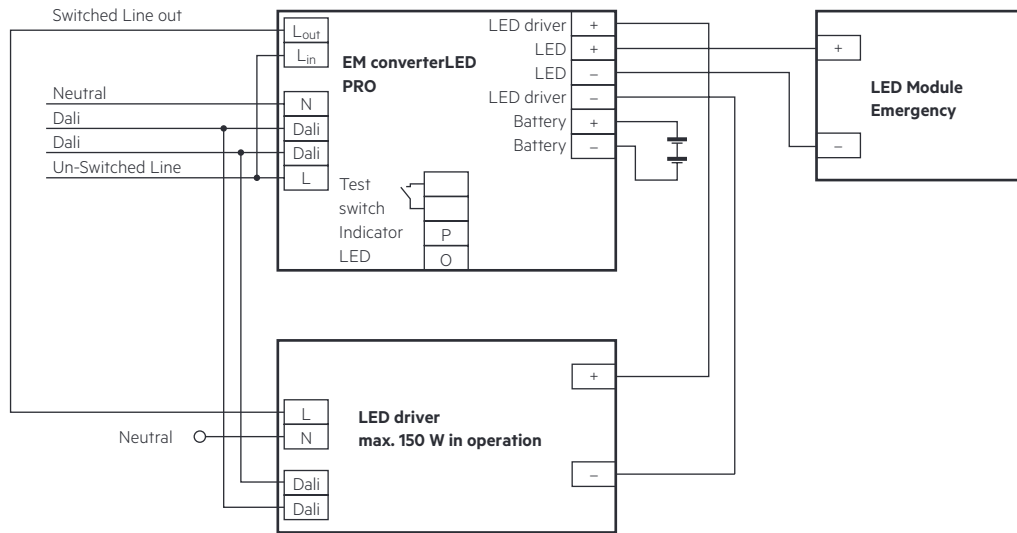 Switched Line out
Lout
Lin
EM converterLED
PRO
LED driver +
LED +
LED –
LED driver –
Battery +
Battery –
Neutral
N
Dali
Dali
Dali
Dali
Un-Switched Line
L
Test
switch
Indicator P
LED O
+
LED Module
Emergency
–
LED driver
max. 150 W in operation
L
Neutral
N
Dali
Dali
+
–